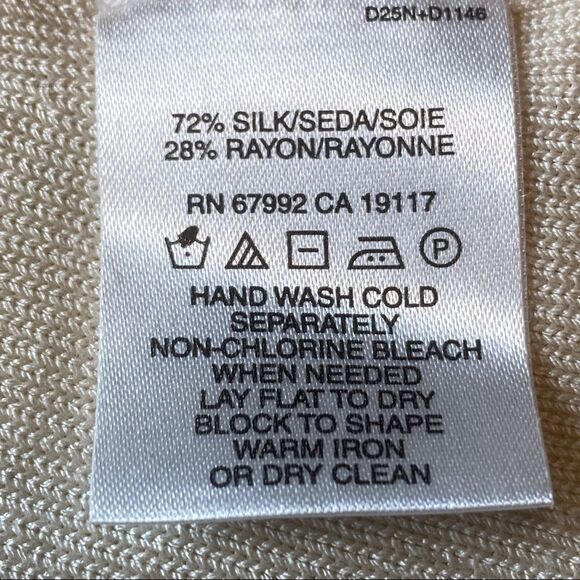 D25N+D1146
72% SILK/SEDA/SOIE
28% RAYON/RAYONNE
RN 67992 CA 19117
P
HAND WASH COLD
SEPARATELY
NON-CHLORINE BLEACH
WHEN NEEDED
LAY FLAT TO DRY
BLOCK TO SHAPE
WARM IRON
OR DRY CLEAN